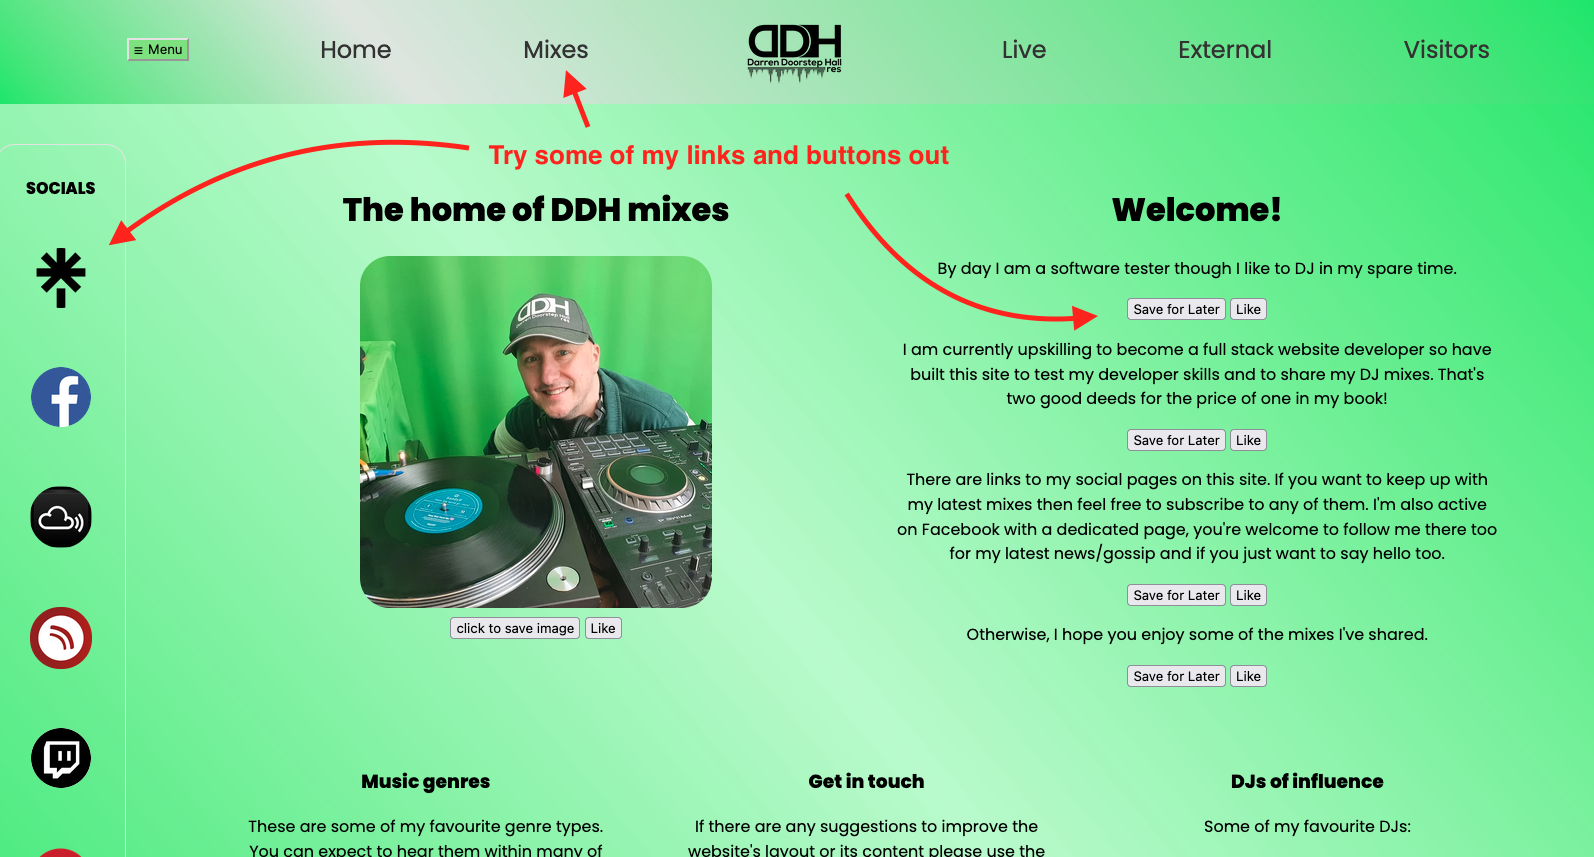 ≡ Menu
Home
Mixes
DDH
Darren Doorstep Hall
res
Live
External
Visitors
Try some of my links and buttons out
SOCIALS
The home of DDH mixes
DDH
Darren Doorstep Hall
res
click to save image Like
Welcome!
By day I am a software tester though I like to DJ in my spare time.
Save for Later Like
I am currently upskilling to become a full stack website developer so have
built this site to test my developer skills and to share my DJ mixes. That's
two good deeds for the price of one in my book!
Save for Later Like
There are links to my social pages on this site. If you want to keep up with
my latest mixes then feel free to subscribe to any of them. I'm also active
on Facebook with a dedicated page, you're welcome to follow me there too
for my latest news/gossip and if you just want to say hello too.
Save for Later Like
Otherwise, I hope you enjoy some of the mixes I've shared.
Save for Later Like
Music genres
These are some of my favourite genre types.
You can expect to hear them within many of
Get in touch
If there are any suggestions to improve the
website's layout or its content please use the
DJs of influence
Some of my favourite DJs: